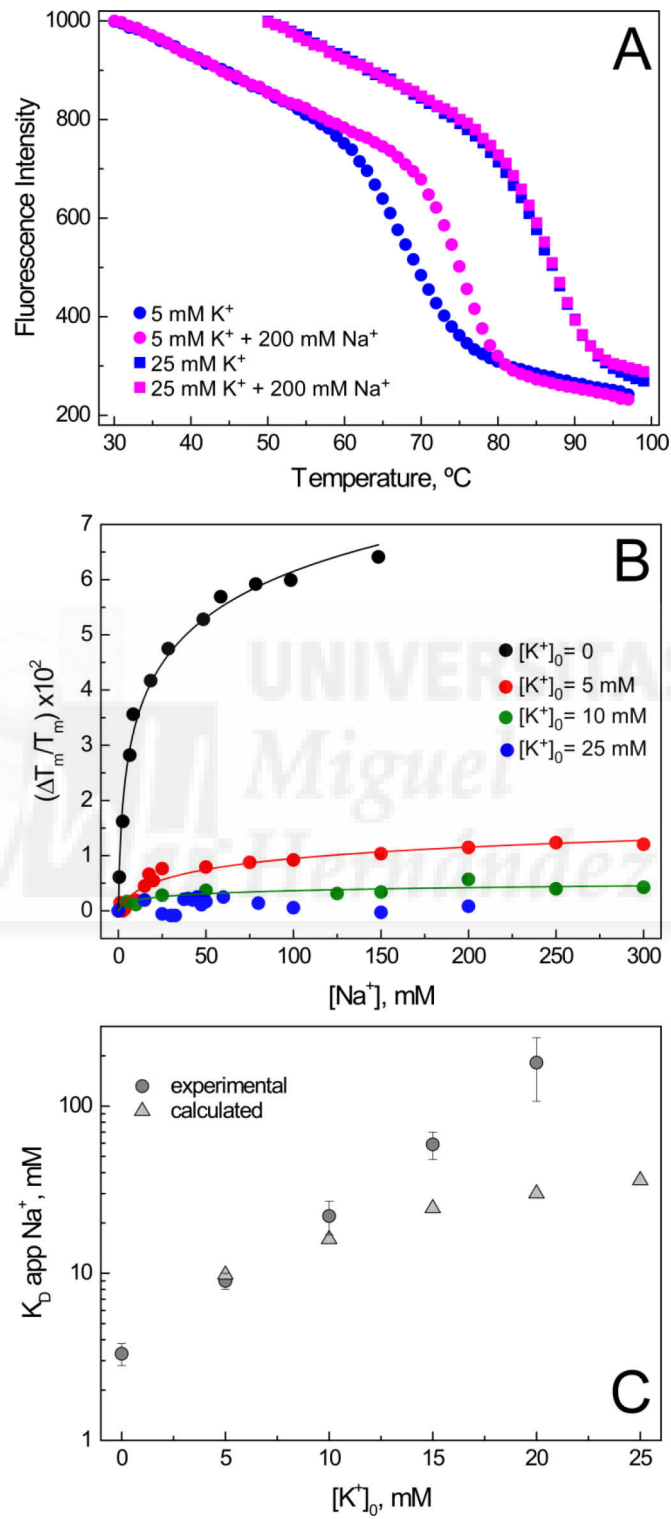 A
1000
800
600
400
200
Fluorescence Intensity
5 mM K⁺
5 mM K⁺ + 200 mM Na⁺
25 mM K⁺
25 mM K⁺ + 200 mM Na⁺
30 40 50 60 70 80 90 100
Temperature, ºC
B
7
6
5
4
3
2
1
0
(ΔTₘ/Tₘ) x10²
[K⁺]₀= 0
[K⁺]₀= 5 mM
[K⁺]₀= 10 mM
[K⁺]₀= 25 mM
UNIVERSITAS
Miguel
Hernández
0 50 100 150 200 250 300
[Na⁺], mM
C
experimental
calculated
100
10
1
K_D app Na⁺, mM
0 5 10 15 20 25
[K⁺]₀, mM